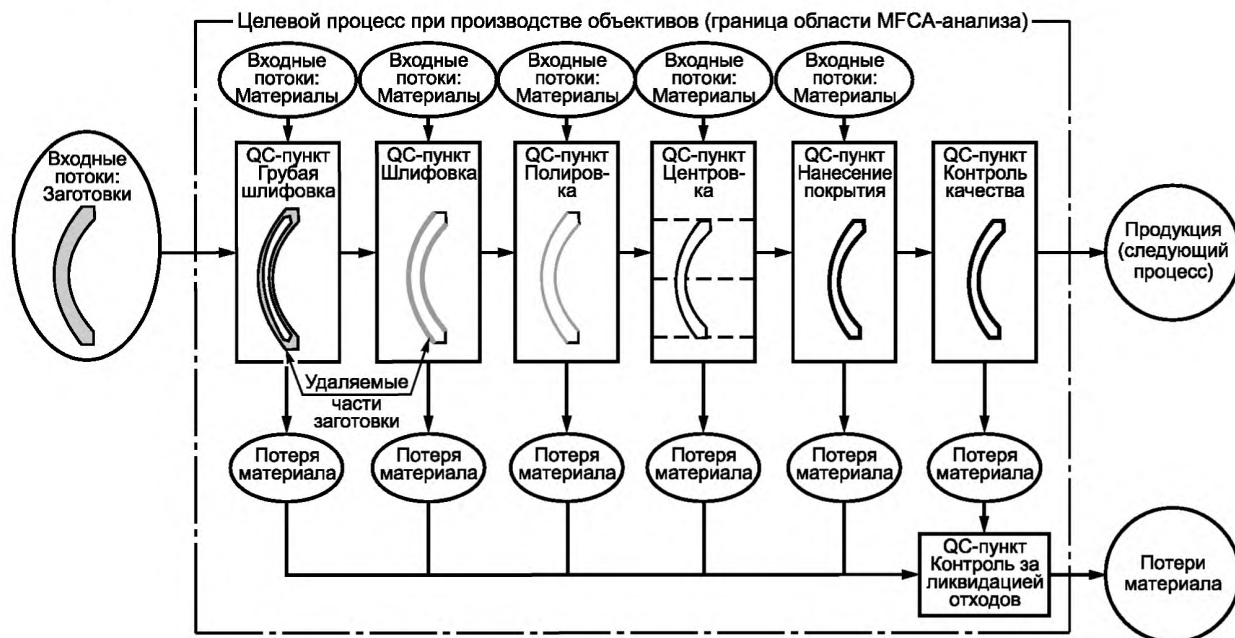 Целевой процесс при производстве объективов (граница области MFCA-анализа)
Входные
потоки:
Материалы
Входные
потоки:
Материалы
Входные
потоки:
Материалы
Входные
потоки:
Материалы
Входные
потоки:
Материалы
Входные
потоки:
Заготовки
QC-пункт
Грубая
шлифовка
QC-пункт
Шлифовка
QC-пункт
Полиров-
ка
QC-пункт
Центров-
ка
QC-пункт
Нанесение
покрытия
QC-пункт
Контроль
качества
Продукция
(следующий
процесс)
Удаляемые
части
заготовки
Потеря
материала
Потеря
материала
Потеря
материала
Потеря
материала
Потеря
материала
Потеря
материала
QC-пункт
Контроль за
ликвидацией
отходов
Потери
материала